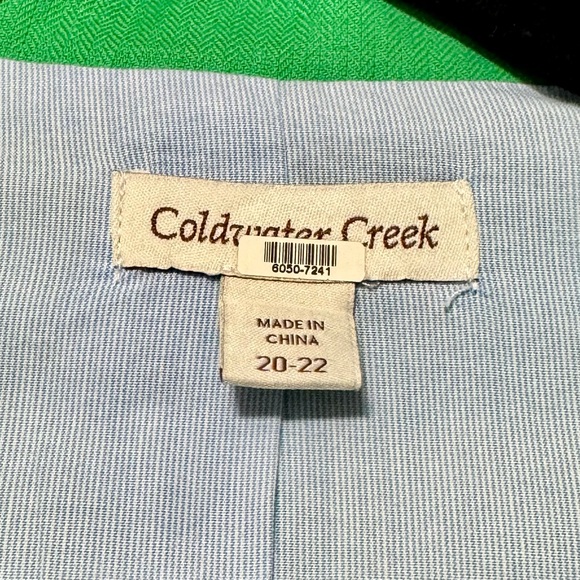 Coldwater Creek
6050-7241
MADE IN
CHINA
20-22